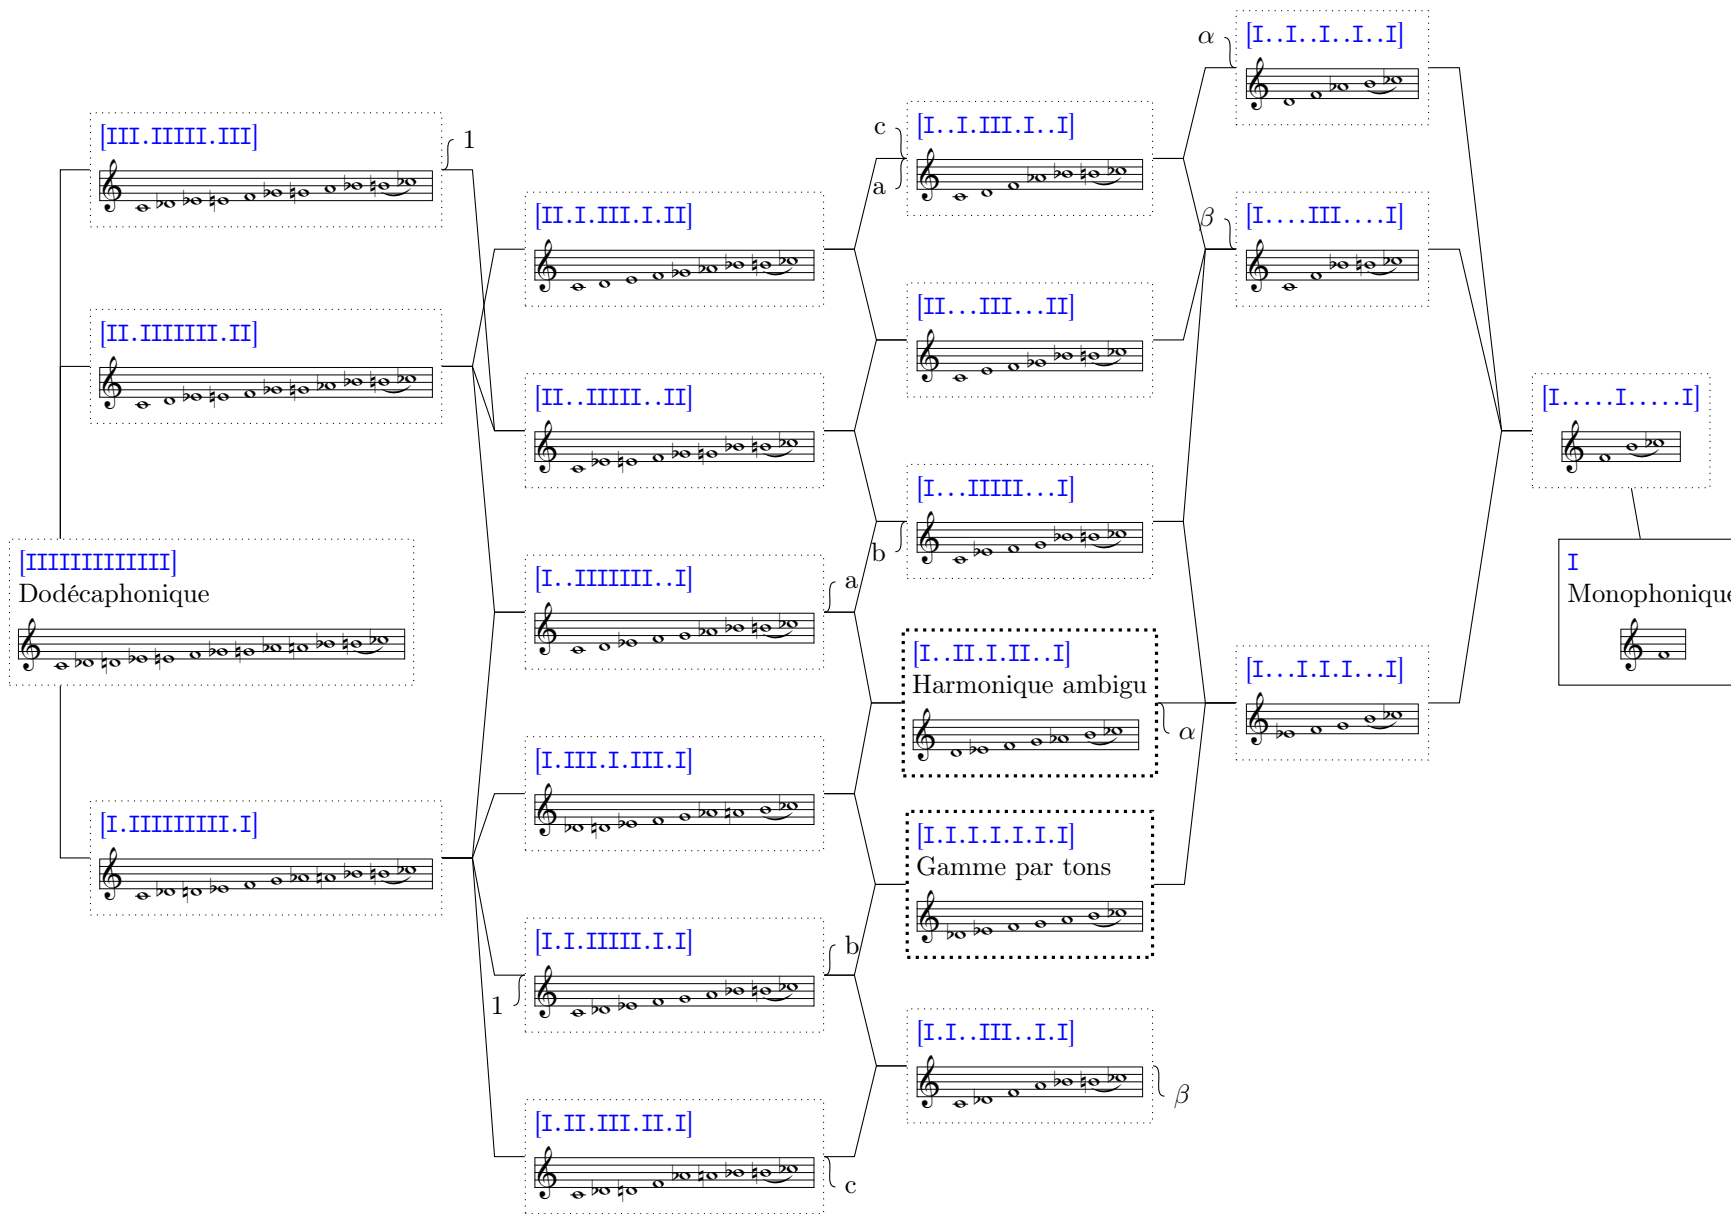 [III.IIIII.III]
1
[II.IIIIIII.II]
[IIIIIIIIIIIII]
Dodécaphonique
[I.IIIIIIIII.I]
[II.I.III.I.II]
[II..IIIII..II]
[I..IIIIIII..I]
a
[I.III.I.III.I]
[I.I.IIIII.I.I]
b
1
[I.II.III.II.I]
c
c
[I..I.III.I..I]
a
[II...III...II]
[I...IIIII...I]
b
[I..II.I.II..I]
Harmonique ambigu
α
[I.I.I.I.I.I.I]
Gamme par tons
[I.I..III..I.I]
β
α
[I..I..I..I..I]
β
[I....III....I]
[I...I.I.I...I]
[I.....I.....I]
I
Monophonique